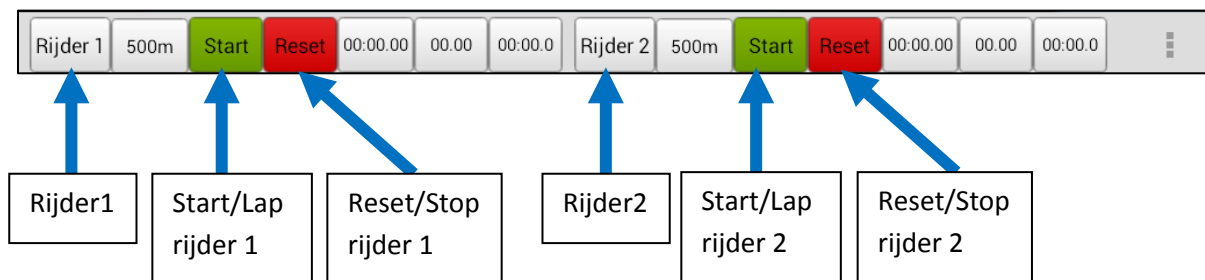 Rijder 1 500m Start Reset 00:00.00 00.00 00:00.0 Rijder 2 500m Start Reset 00:00.00 00.00 00:00.0
Rijder1
Start/Lap
rijder 1
Reset/Stop
rijder 1
Rijder2
Start/Lap
rijder 2
Reset/Stop
rijder 2